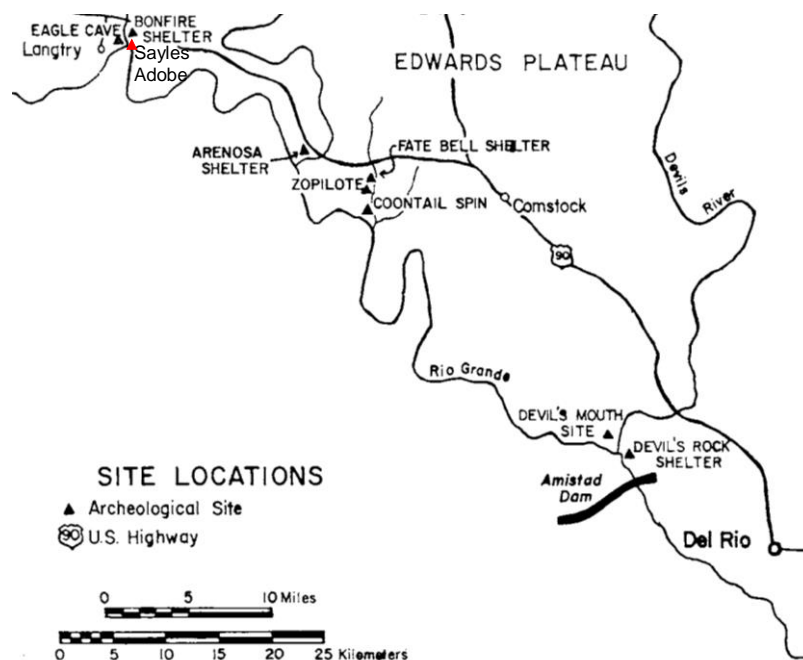 BONFIRE
SHELTER
EAGLE CAVE
Langtry
Sayles
Adobe
EDWARDS PLATEAU
ARENOSA
SHELTER
FATE BELL SHELTER
ZOPILOTE
COONTAIL SPIN
Comstock
Devils
River
90
Rio Grande
DEVIL'S MOUTH
SITE
DEVIL'S ROCK
SHELTER
Amistad
Dam
Del Rio
SITE LOCATIONS
Archeological Site
90 U.S. Highway
0 5 10 Miles
0 5 10 15 20 25 Kilometers